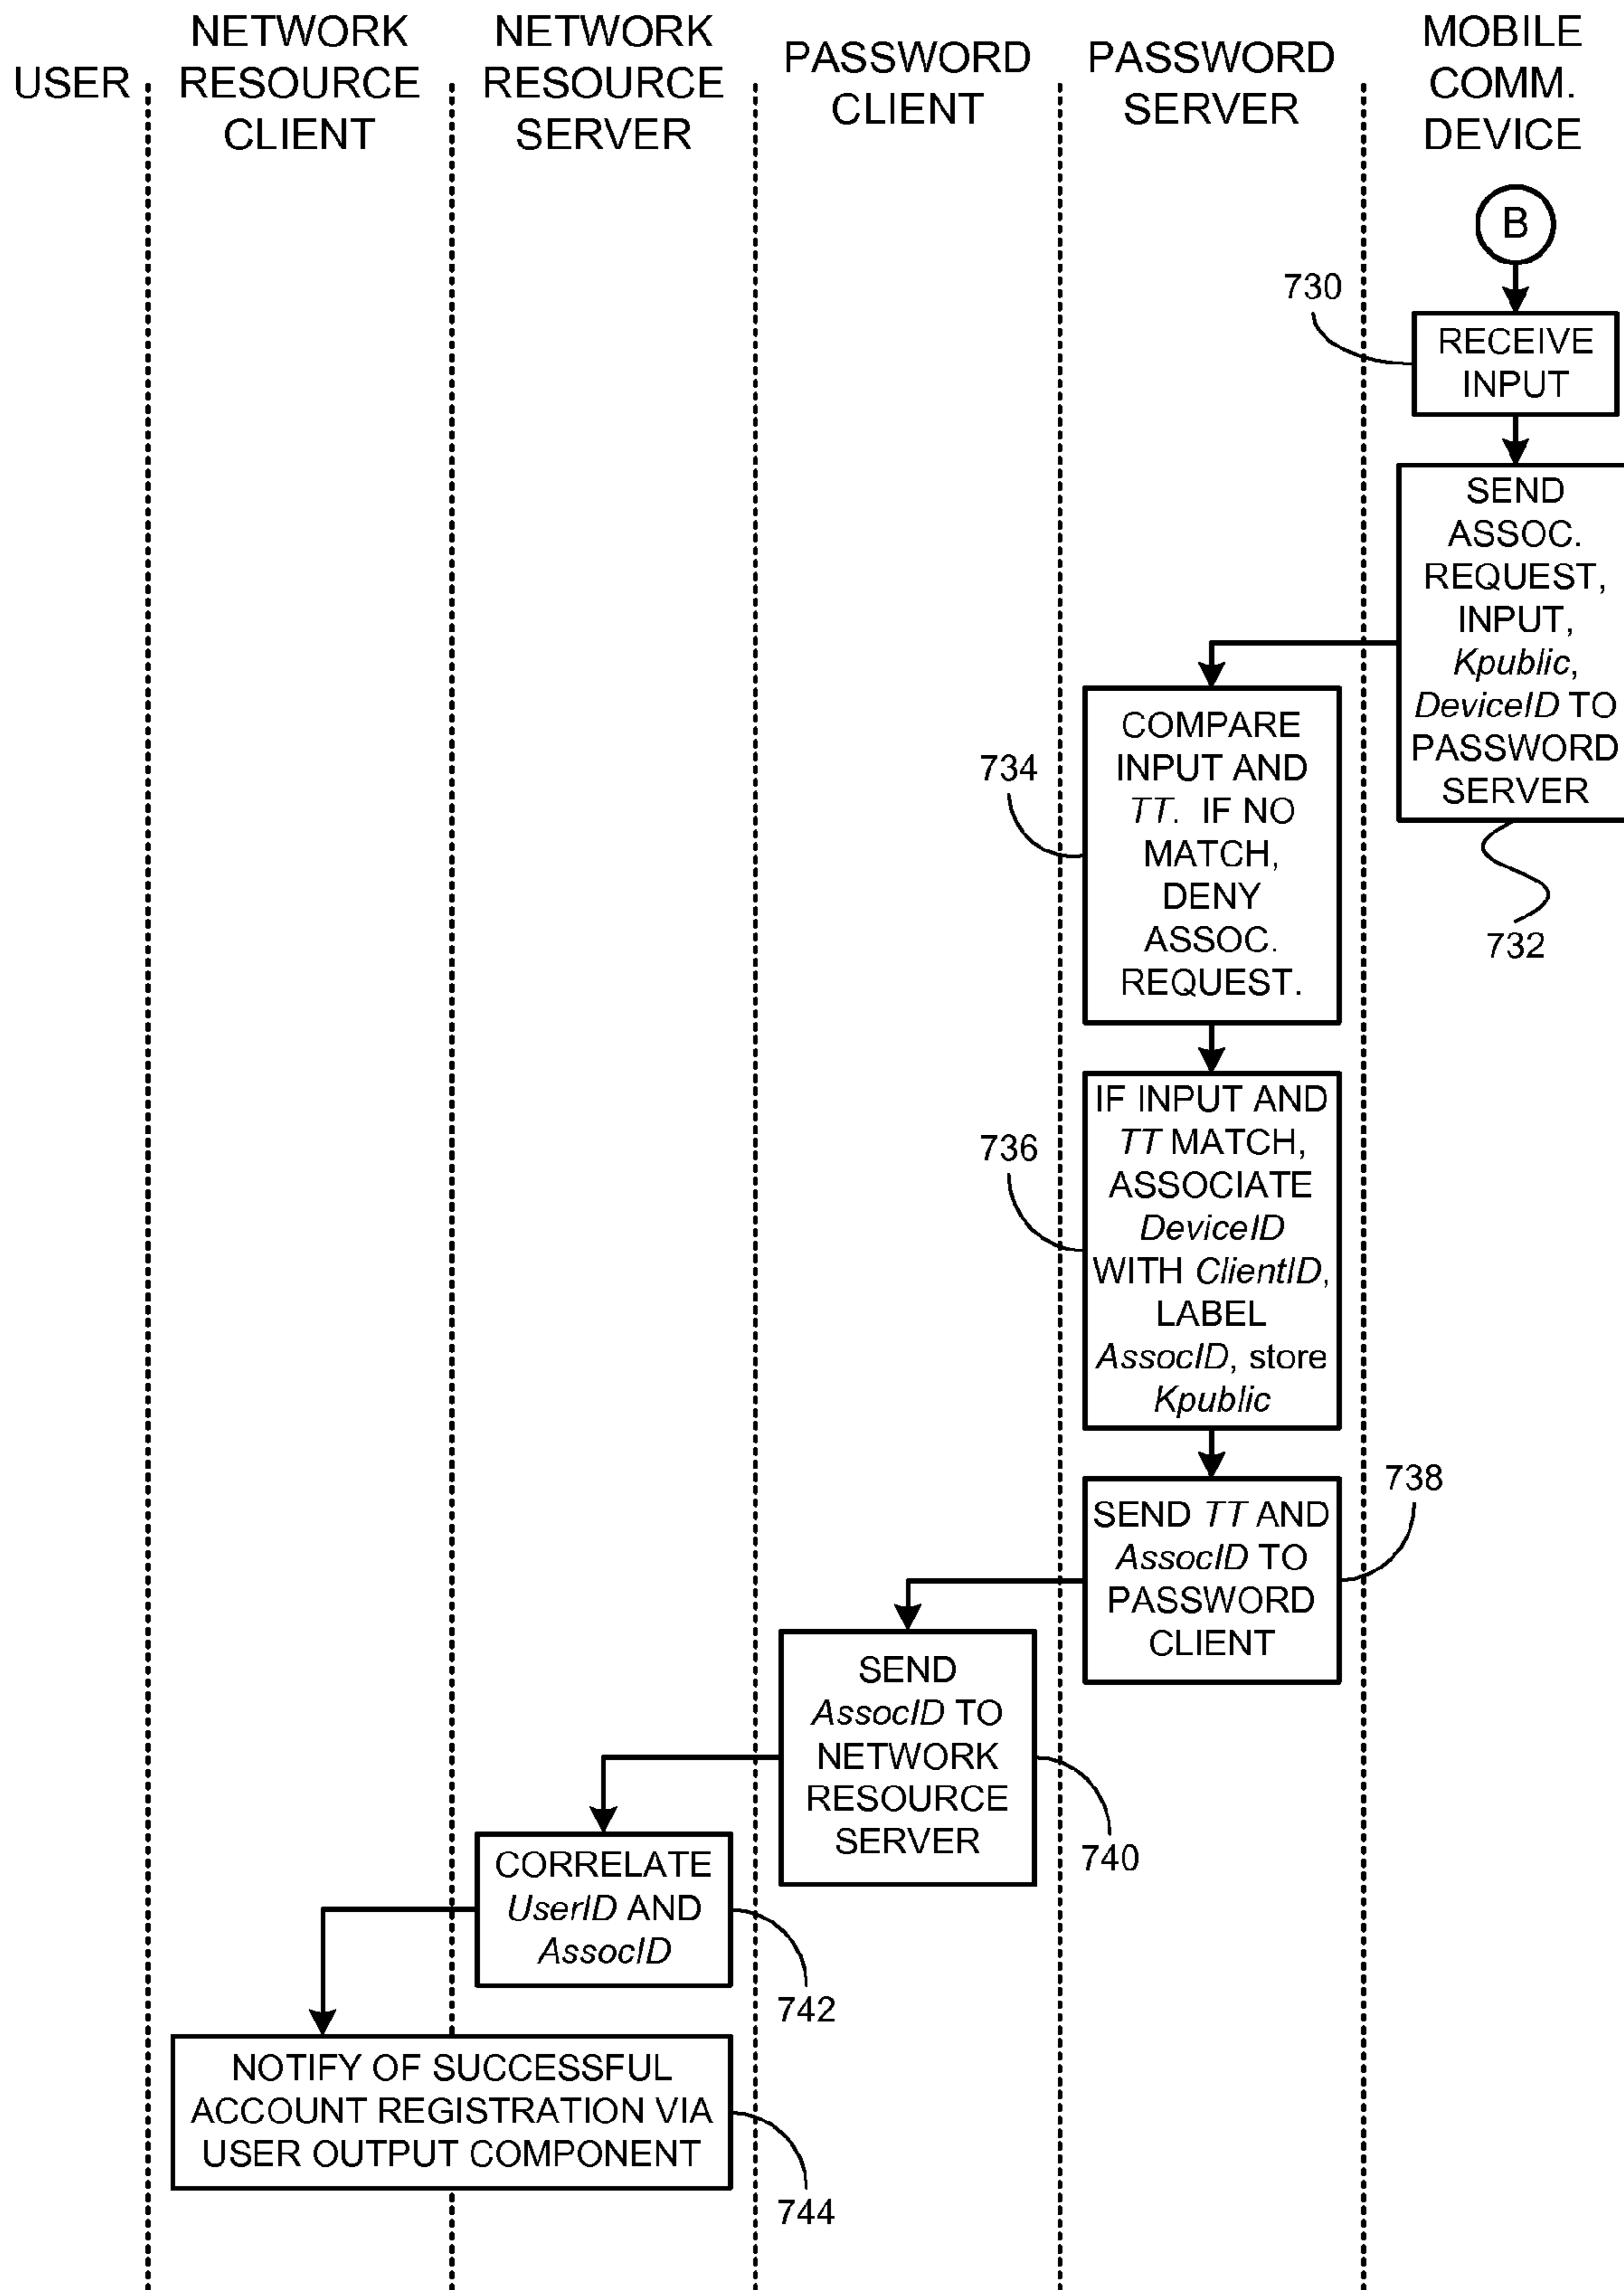 USER
NETWORK
RESOURCE
CLIENT
NETWORK
RESOURCE
SERVER
PASSWORD
CLIENT
PASSWORD
SERVER
MOBILE
COMM.
DEVICE
B
730
RECEIVE
INPUT
SEND
ASSOC.
REQUEST,
INPUT,
Kpublic,
DeviceID TO
PASSWORD
SERVER
732
734
COMPARE
INPUT AND
TT. IF NO
MATCH,
DENY
ASSOC.
REQUEST.
736
IF INPUT AND
TT MATCH,
ASSOCIATE
DeviceID
WITH ClientID,
LABEL
AssocID, store
Kpublic
738
SEND TT AND
AssocID TO
PASSWORD
CLIENT
SEND
AssocID TO
NETWORK
RESOURCE
SERVER
740
CORRELATE
UserID AND
AssocID
742
NOTIFY OF SUCCESSFUL
ACCOUNT REGISTRATION VIA
USER OUTPUT COMPONENT
744